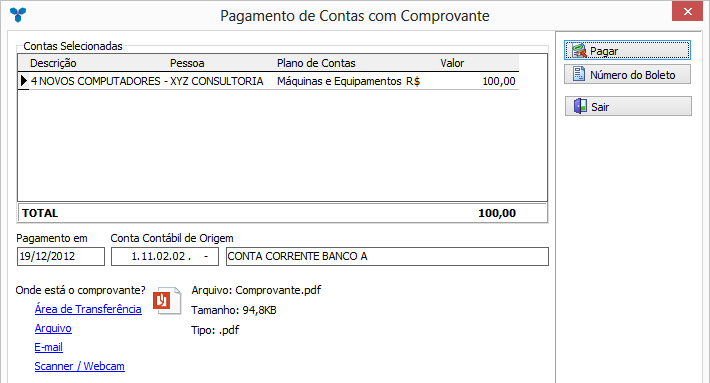 Pagamento de Contas com Comprovante
Contas Selecionadas
Descrição Pessoa Plano de Contas Valor
4 NOVOS COMPUTADORES - XYZ CONSULTORIA Máquinas e Equipamentos R$ 100,00
TOTAL 100,00
Pagar
Número do Boleto
Sair
Pagamento em Conta Contábil de Origem
19/12/2012 1.11.02.02 . - CONTA CORRENTE BANCO A
Onde está o comprovante?
Área de Transferência
Arquivo
E-mail
Scanner / Webcam
Arquivo: Comprovante.pdf
Tamanho: 94,8KB
Tipo: .pdf